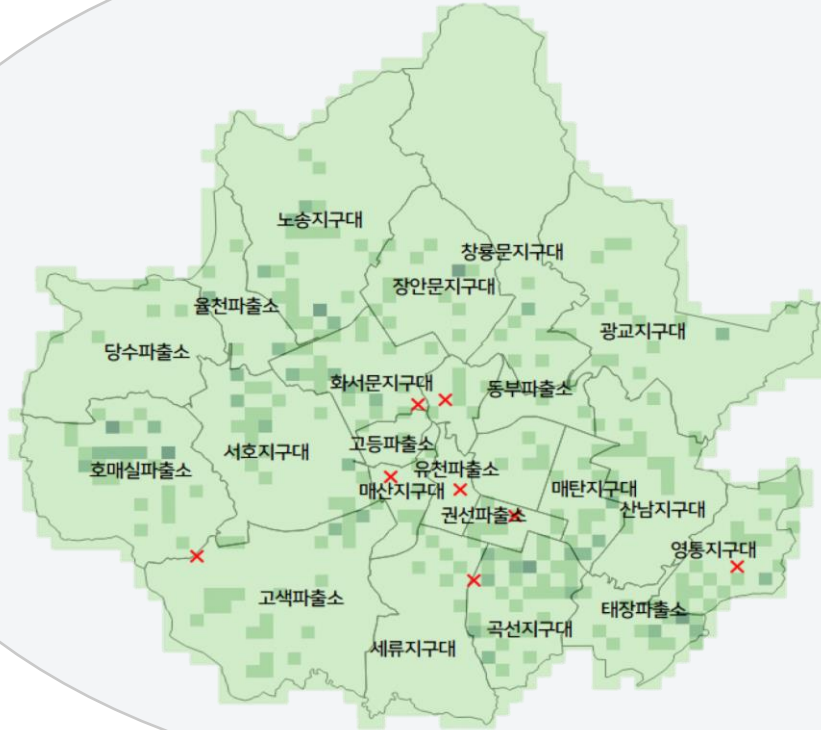 노송지구대
창룡문지구대
장안문지구대
율천파출소
광교지구대
당수파출소
화서문지구대
동부파출소
고등파출소
서호지구대
호매실파출소
유천파출소
매산지구대
매탄지구대
산남지구대
권선파출소
영통지구대
고색파출소
태장파출소
곡선지구대
세류지구대